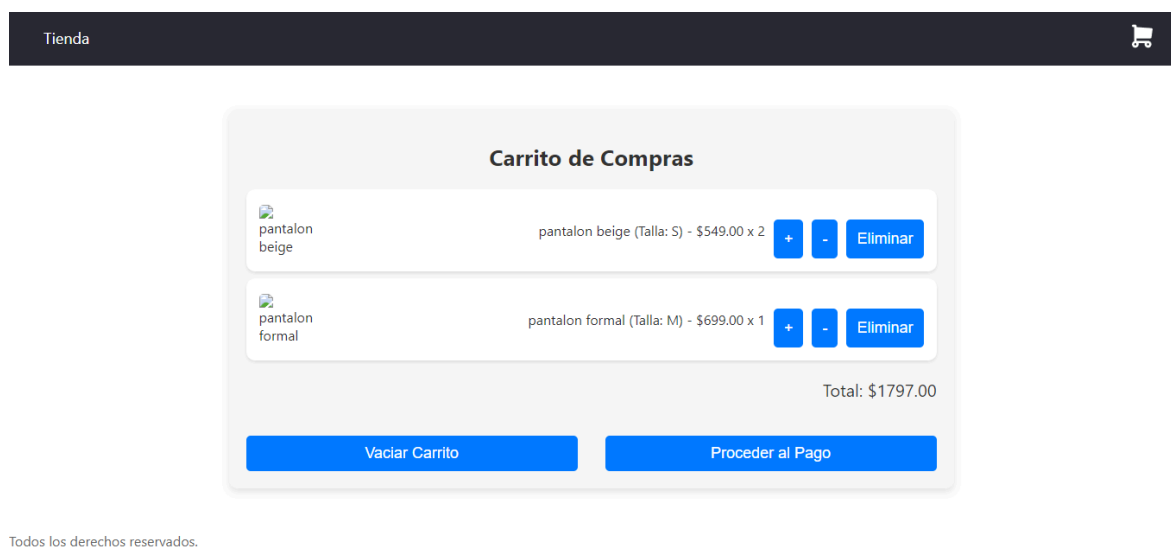 Tienda
Carrito de Compras
pantalon
beige
pantalon beige (Talla: S) - $549.00 x 2
+
-
Eliminar
pantalon
formal
pantalon formal (Talla: M) - $699.00 x 1
+
-
Eliminar
Total: $1797.00
Vaciar Carrito
Proceder al Pago
Todos los derechos reservados.